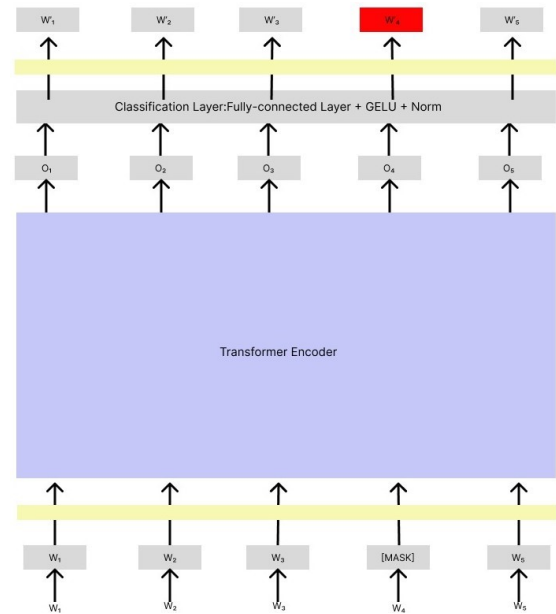 W'₁ W'₂ W'₃ W'₄ W'₅
Classification Layer:Fully-connected Layer + GELU + Norm
O₁ O₂ O₃ O₄ O₅
Transformer Encoder
W₁ W₂ W₃ [MASK] W₅
W₁ W₂ W₃ W₄ W₅